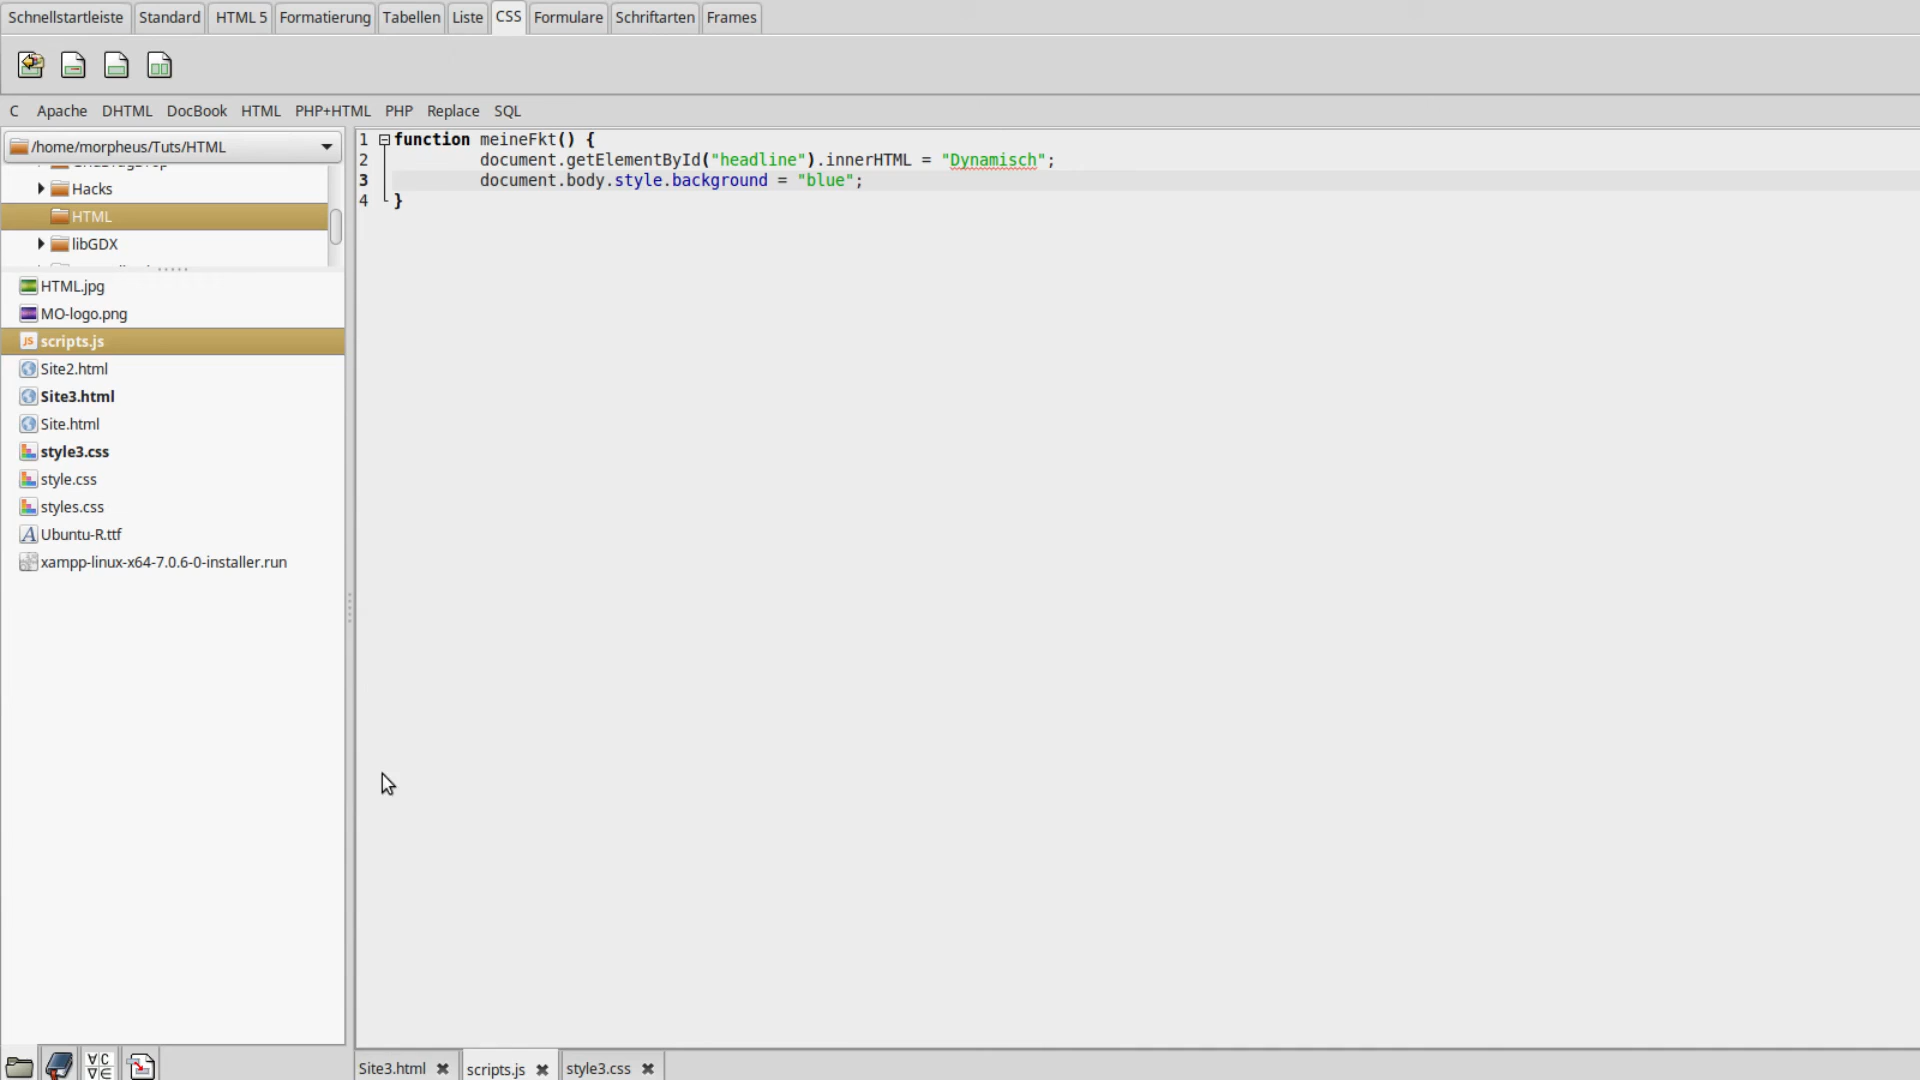 Schnellstartleiste Standard HTML 5 Formatierung Tabellen Liste CSS Formulare Schriftarten Frames
C Apache DHTML DocBook HTML PHP+HTML PHP Replace SQL
/home/morpheus/Tuts/HTML
Hacks
HTML
libGDX
HTML.jpg
MO-logo.png
scripts.js
Site2.html
Site3.html
Site.html
style3.css
style.css
styles.css
Ubuntu-R.ttf
xampp-linux-x64-7.0.6-0-installer.run
1 function meineFkt() {
2 document.getElementById("headline").innerHTML = "Dynamisch";
3 document.body.style.background = "blue";
4 }
Site3.html scripts.js style3.css